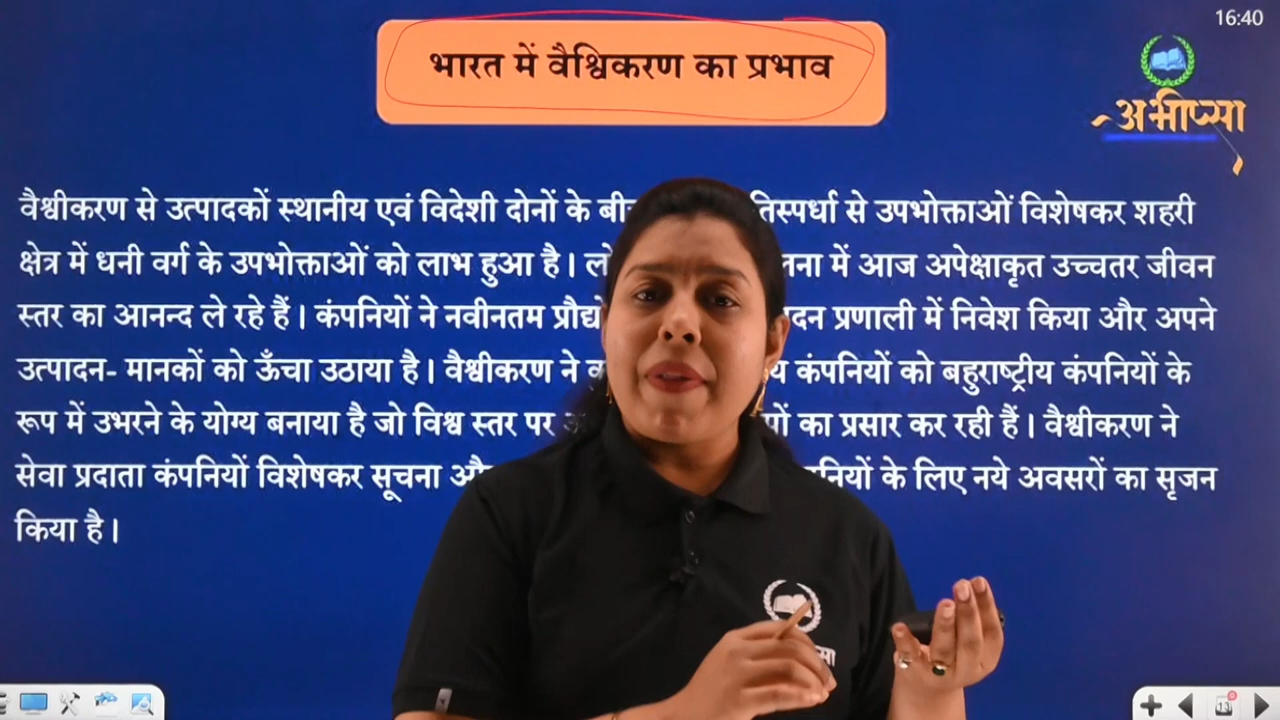 16:40
भारत में वैश्विकरण का प्रभाव
अभीप्सा
वैश्वीकरण से उत्पादकों स्थानीय एवं विदेशी दोनों के उपभोक्ताओं विशेषकर शहरी
क्षेत्र में धनी वर्ग के उपभोक्ताओं को लाभ हुआ है। में आज अपेक्षाकृत उच्चतर जीवन
स्तर का आनन्द ले रहे हैं। कंपनियों ने नवीनतम प्रणाली में निवेश किया और अपने
उत्पादन- मानकों को ऊँचा उठाया है। वैश्वीकरण ने कंपनियों को बहुराष्ट्रीय कंपनियों के
रूप में उभरने के योग्य बनाया है जो विश्व स्तर पर का प्रसार कर रही हैं। वैश्वीकरण ने
सेवा प्रदाता कंपनियों विशेषकर सूचना के लिए नये अवसरों का सृजन
किया है।
13